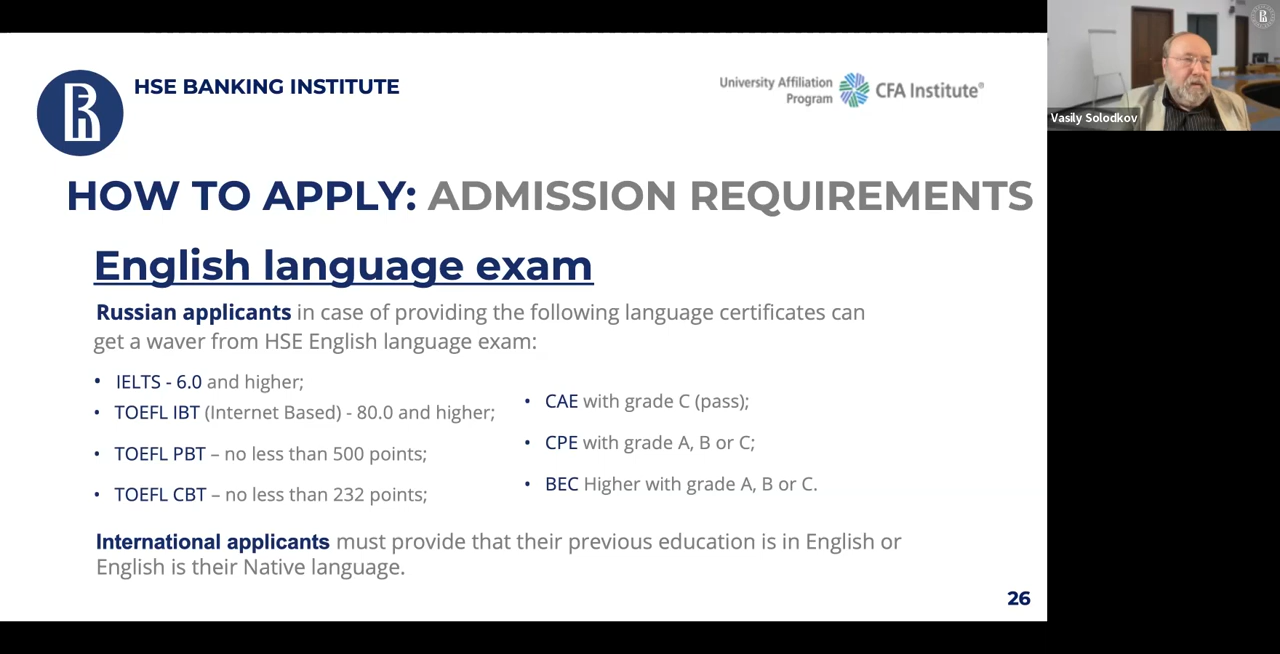 HSE BANKING INSTITUTE
University Affiliation
Program
CFA Institute®
HOW TO APPLY: ADMISSION REQUIREMENTS
English language exam
Russian applicants in case of providing the following language certificates can
get a waver from HSE English language exam:
• IELTS - 6.0 and higher;
• TOEFL IBT (Internet Based) - 80.0 and higher;
• TOEFL PBT – no less than 500 points;
• TOEFL CBT – no less than 232 points;
• CAE with grade C (pass);
• CPE with grade A, B or C;
• BEC Higher with grade A, B or C.
International applicants must provide that their previous education is in English or
English is their Native language.
26
Vasily Solodkov